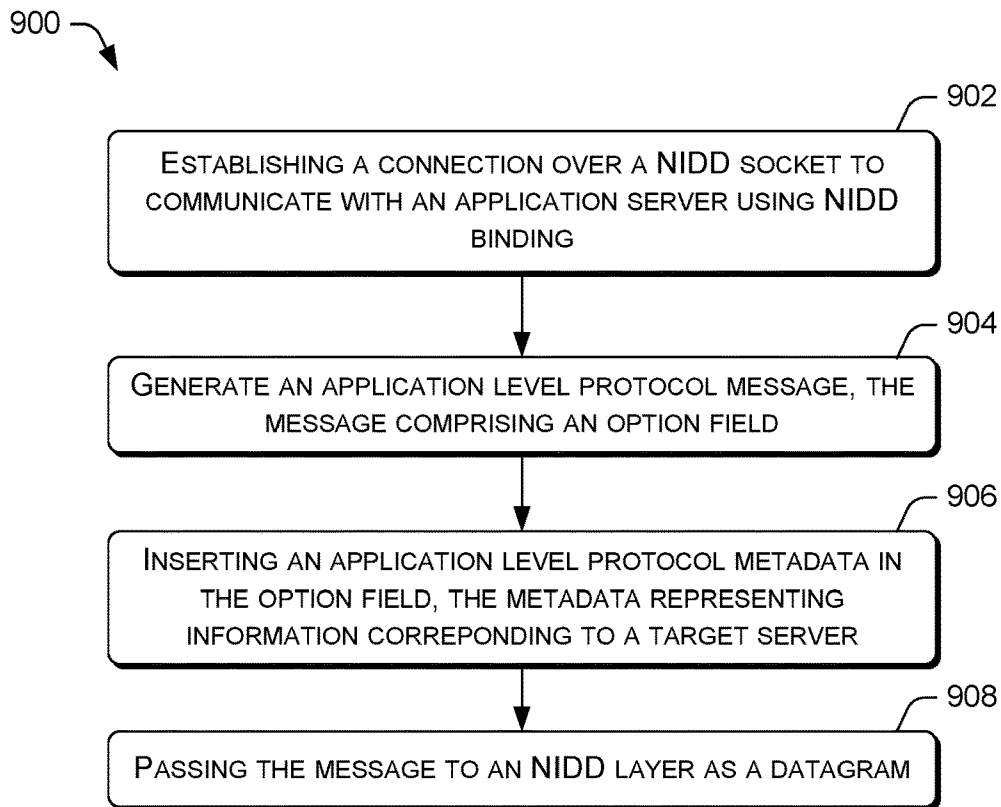 900
902
ESTABLISHING A CONNECTION OVER A NIDD SOCKET TO
COMMUNICATE WITH AN APPLICATION SERVER USING NIDD
BINDING
904
GENERATE AN APPLICATION LEVEL PROTOCOL MESSAGE, THE
MESSAGE COMPRISING AN OPTION FIELD
906
INSERTING AN APPLICATION LEVEL PROTOCOL METADATA IN
THE OPTION FIELD, THE METADATA REPRESENTING
INFORMATION CORREPONDING TO A TARGET SERVER
908
PASSING THE MESSAGE TO AN NIDD LAYER AS A DATAGRAM